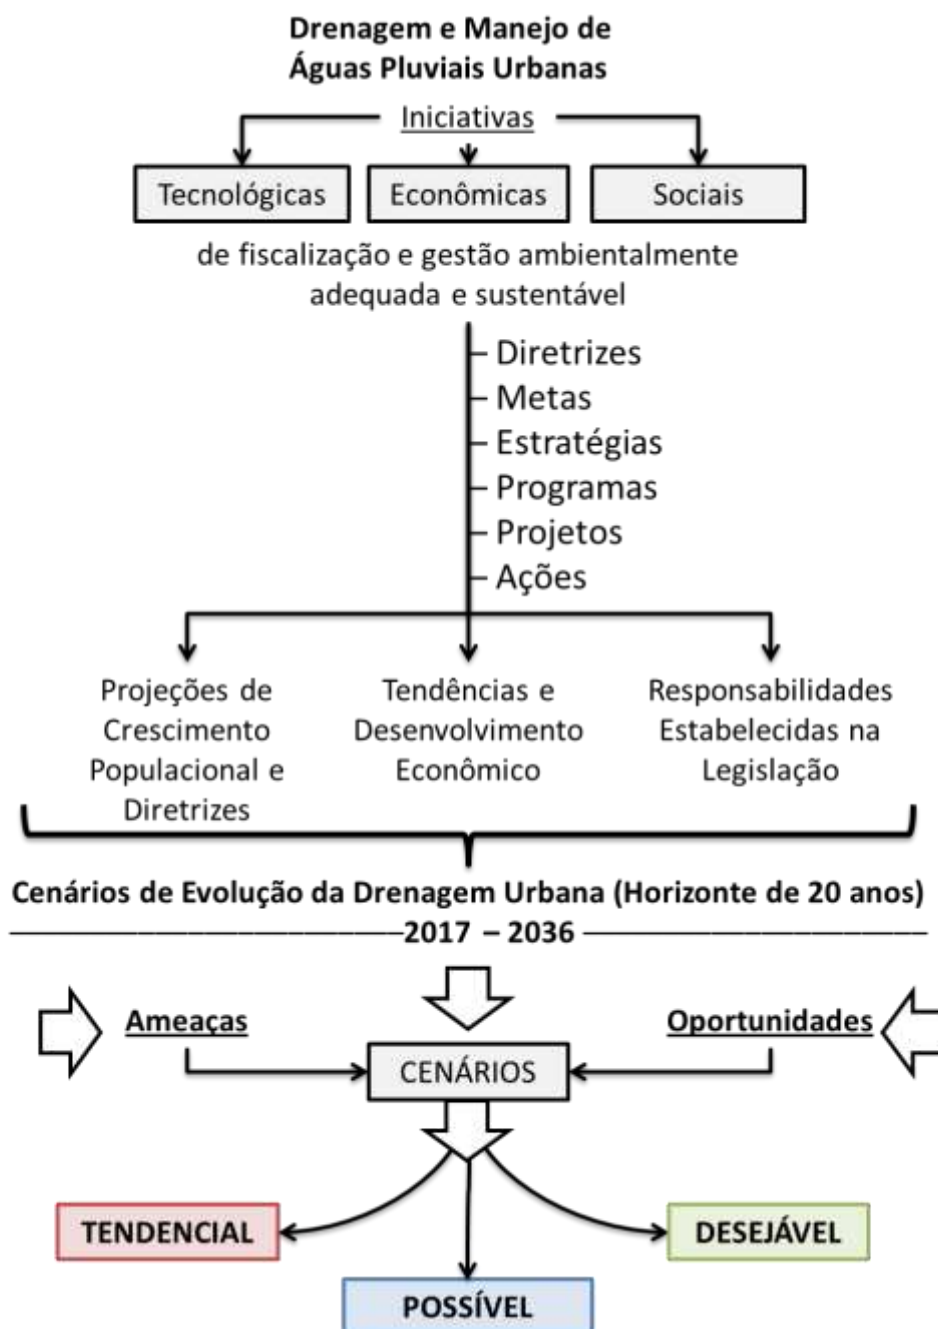 Drenagem e Manejo de
Águas Pluviais Urbanas
Iniciativas
Tecnológicas
Econômicas
Sociais
de fiscalização e gestão ambientalmente
adequada e sustentável
Diretrizes
Metas
Estratégias
Programas
Projetos
Ações
Projeções de
Crescimento
Populacional e
Diretrizes
Tendências e
Desenvolvimento
Econômico
Responsabilidades
Estabelecidas na
Legislação
Cenários de Evolução da Drenagem Urbana (Horizonte de 20 anos)
2017 – 2036
Ameaças
Oportunidades
CENÁRIOS
TENDENCIAL
DESEJÁVEL
POSSÍVEL